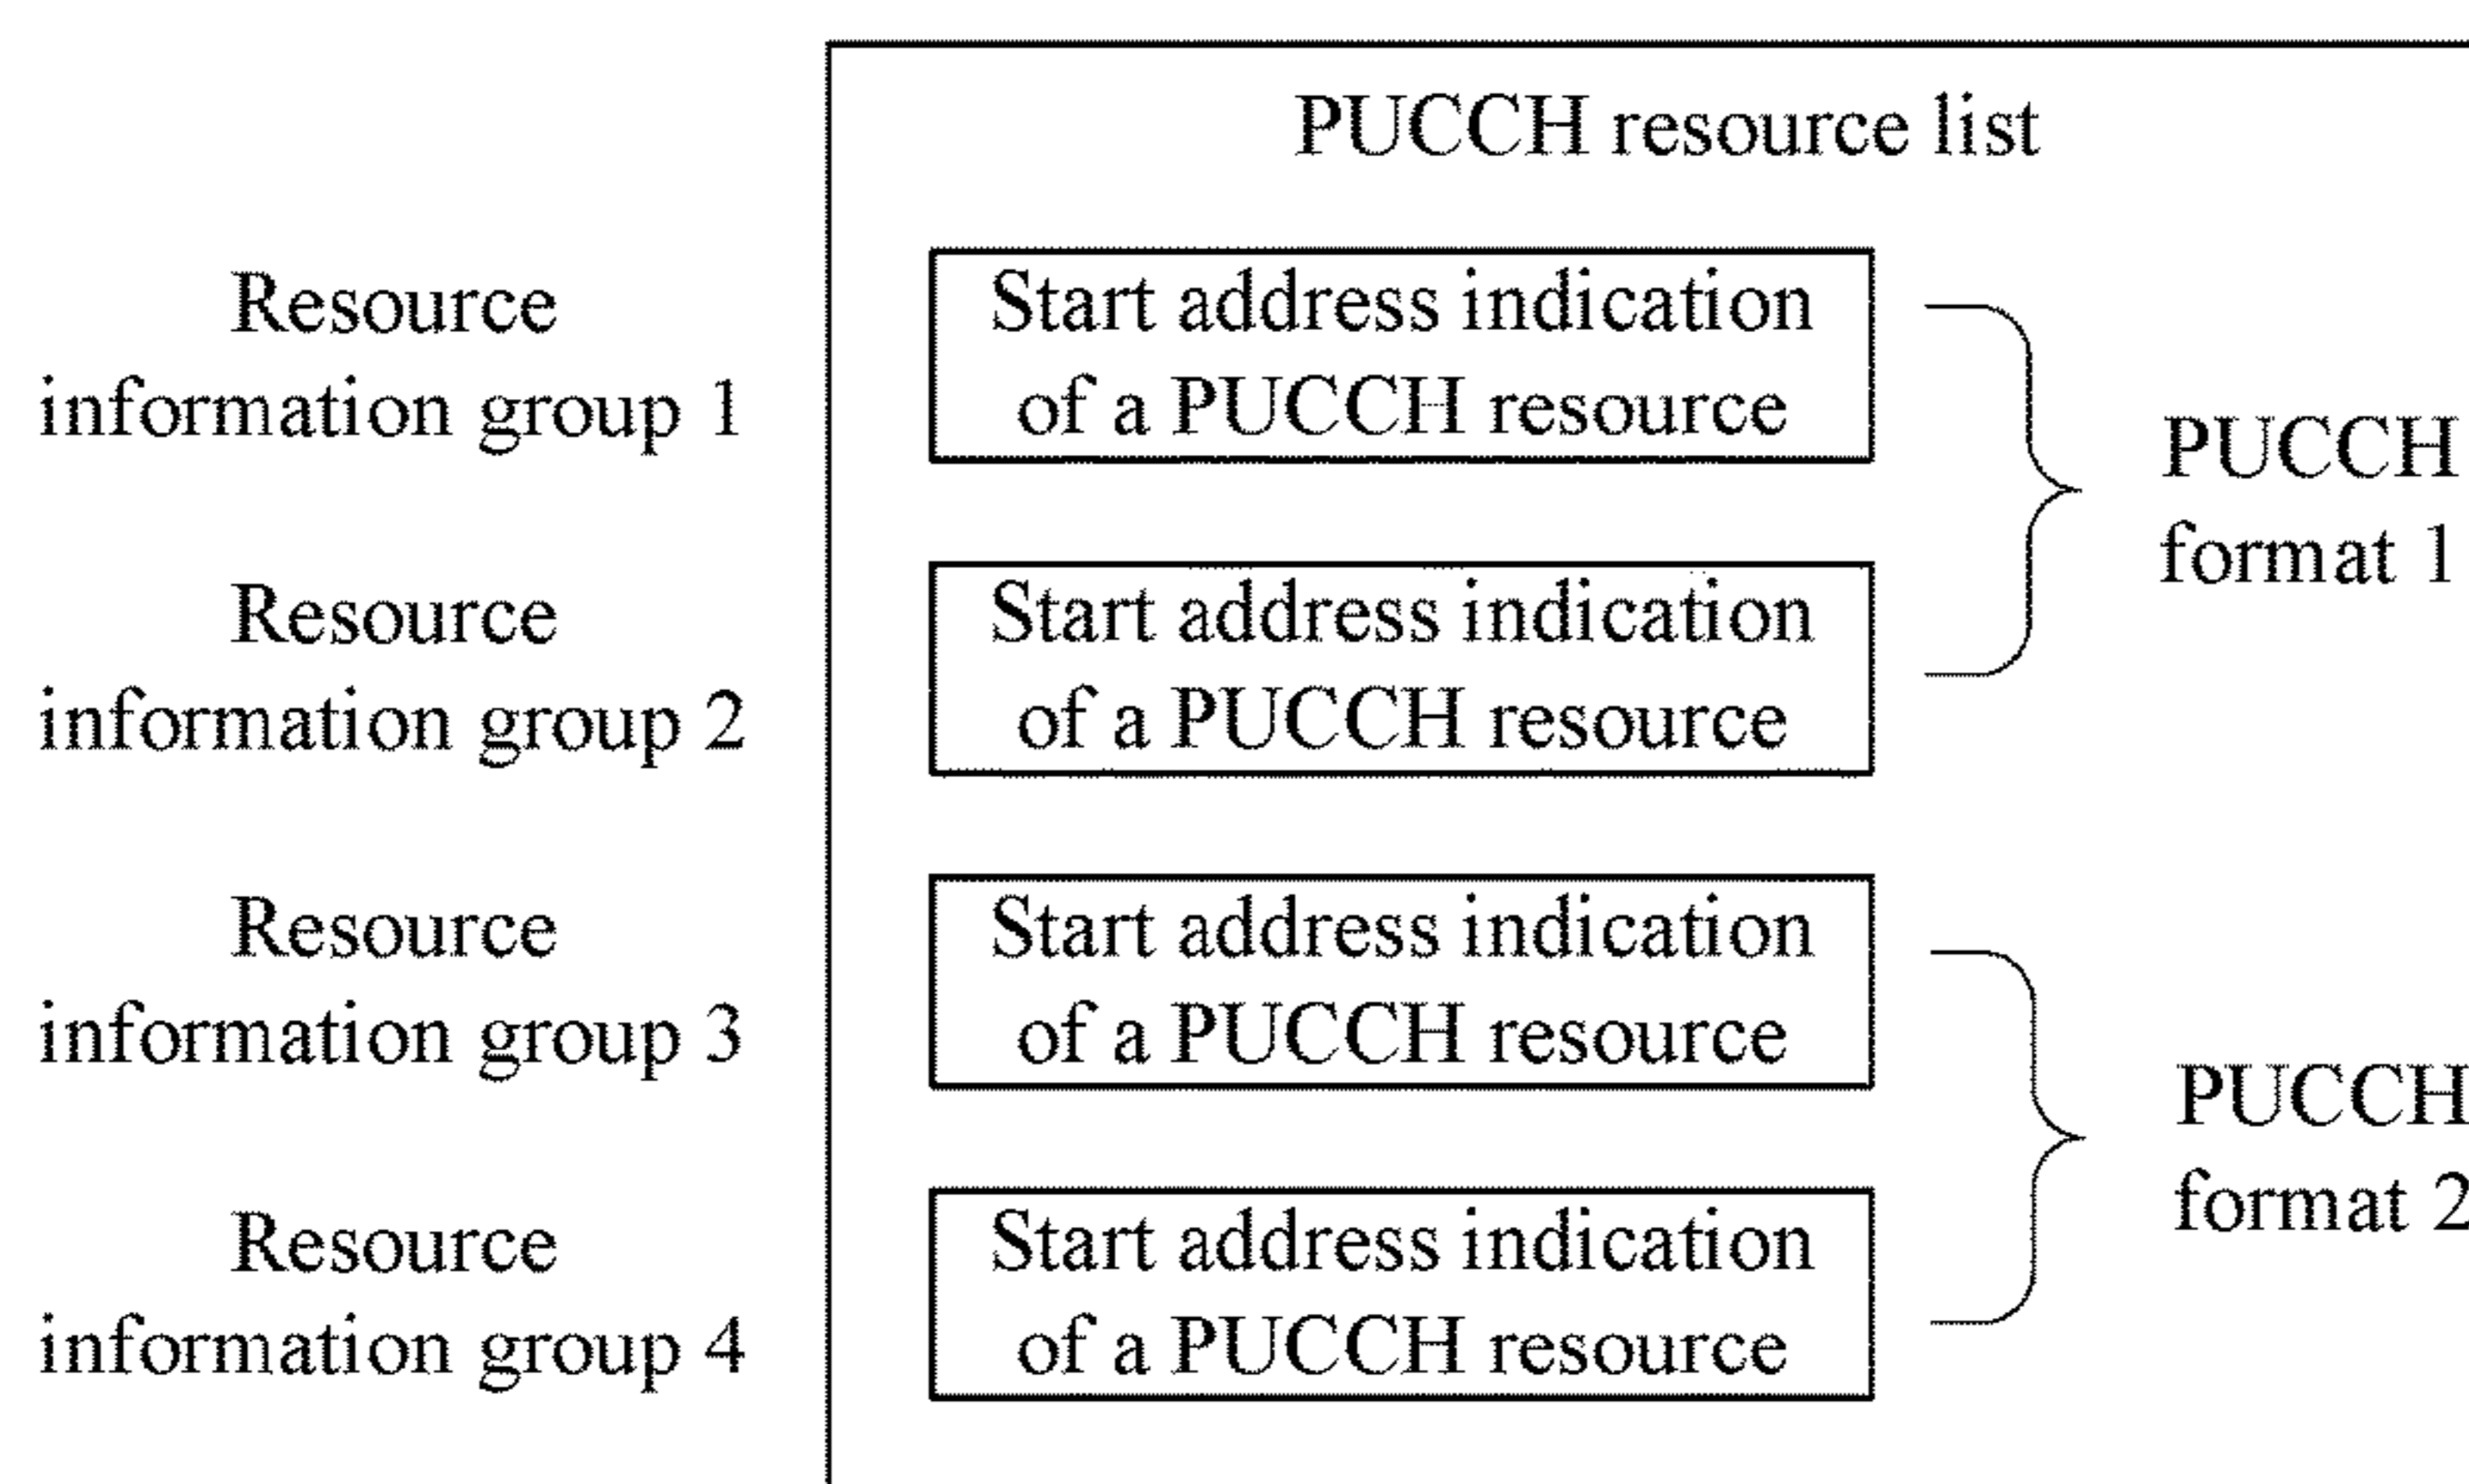 PUCCH resource list
Resource
information group 1
Start address indication
of a PUCCH resource
PUCCH
format 1
Resource
information group 2
Start address indication
of a PUCCH resource
Resource
information group 3
Start address indication
of a PUCCH resource
PUCCH
format 2
Resource
information group 4
Start address indication
of a PUCCH resource